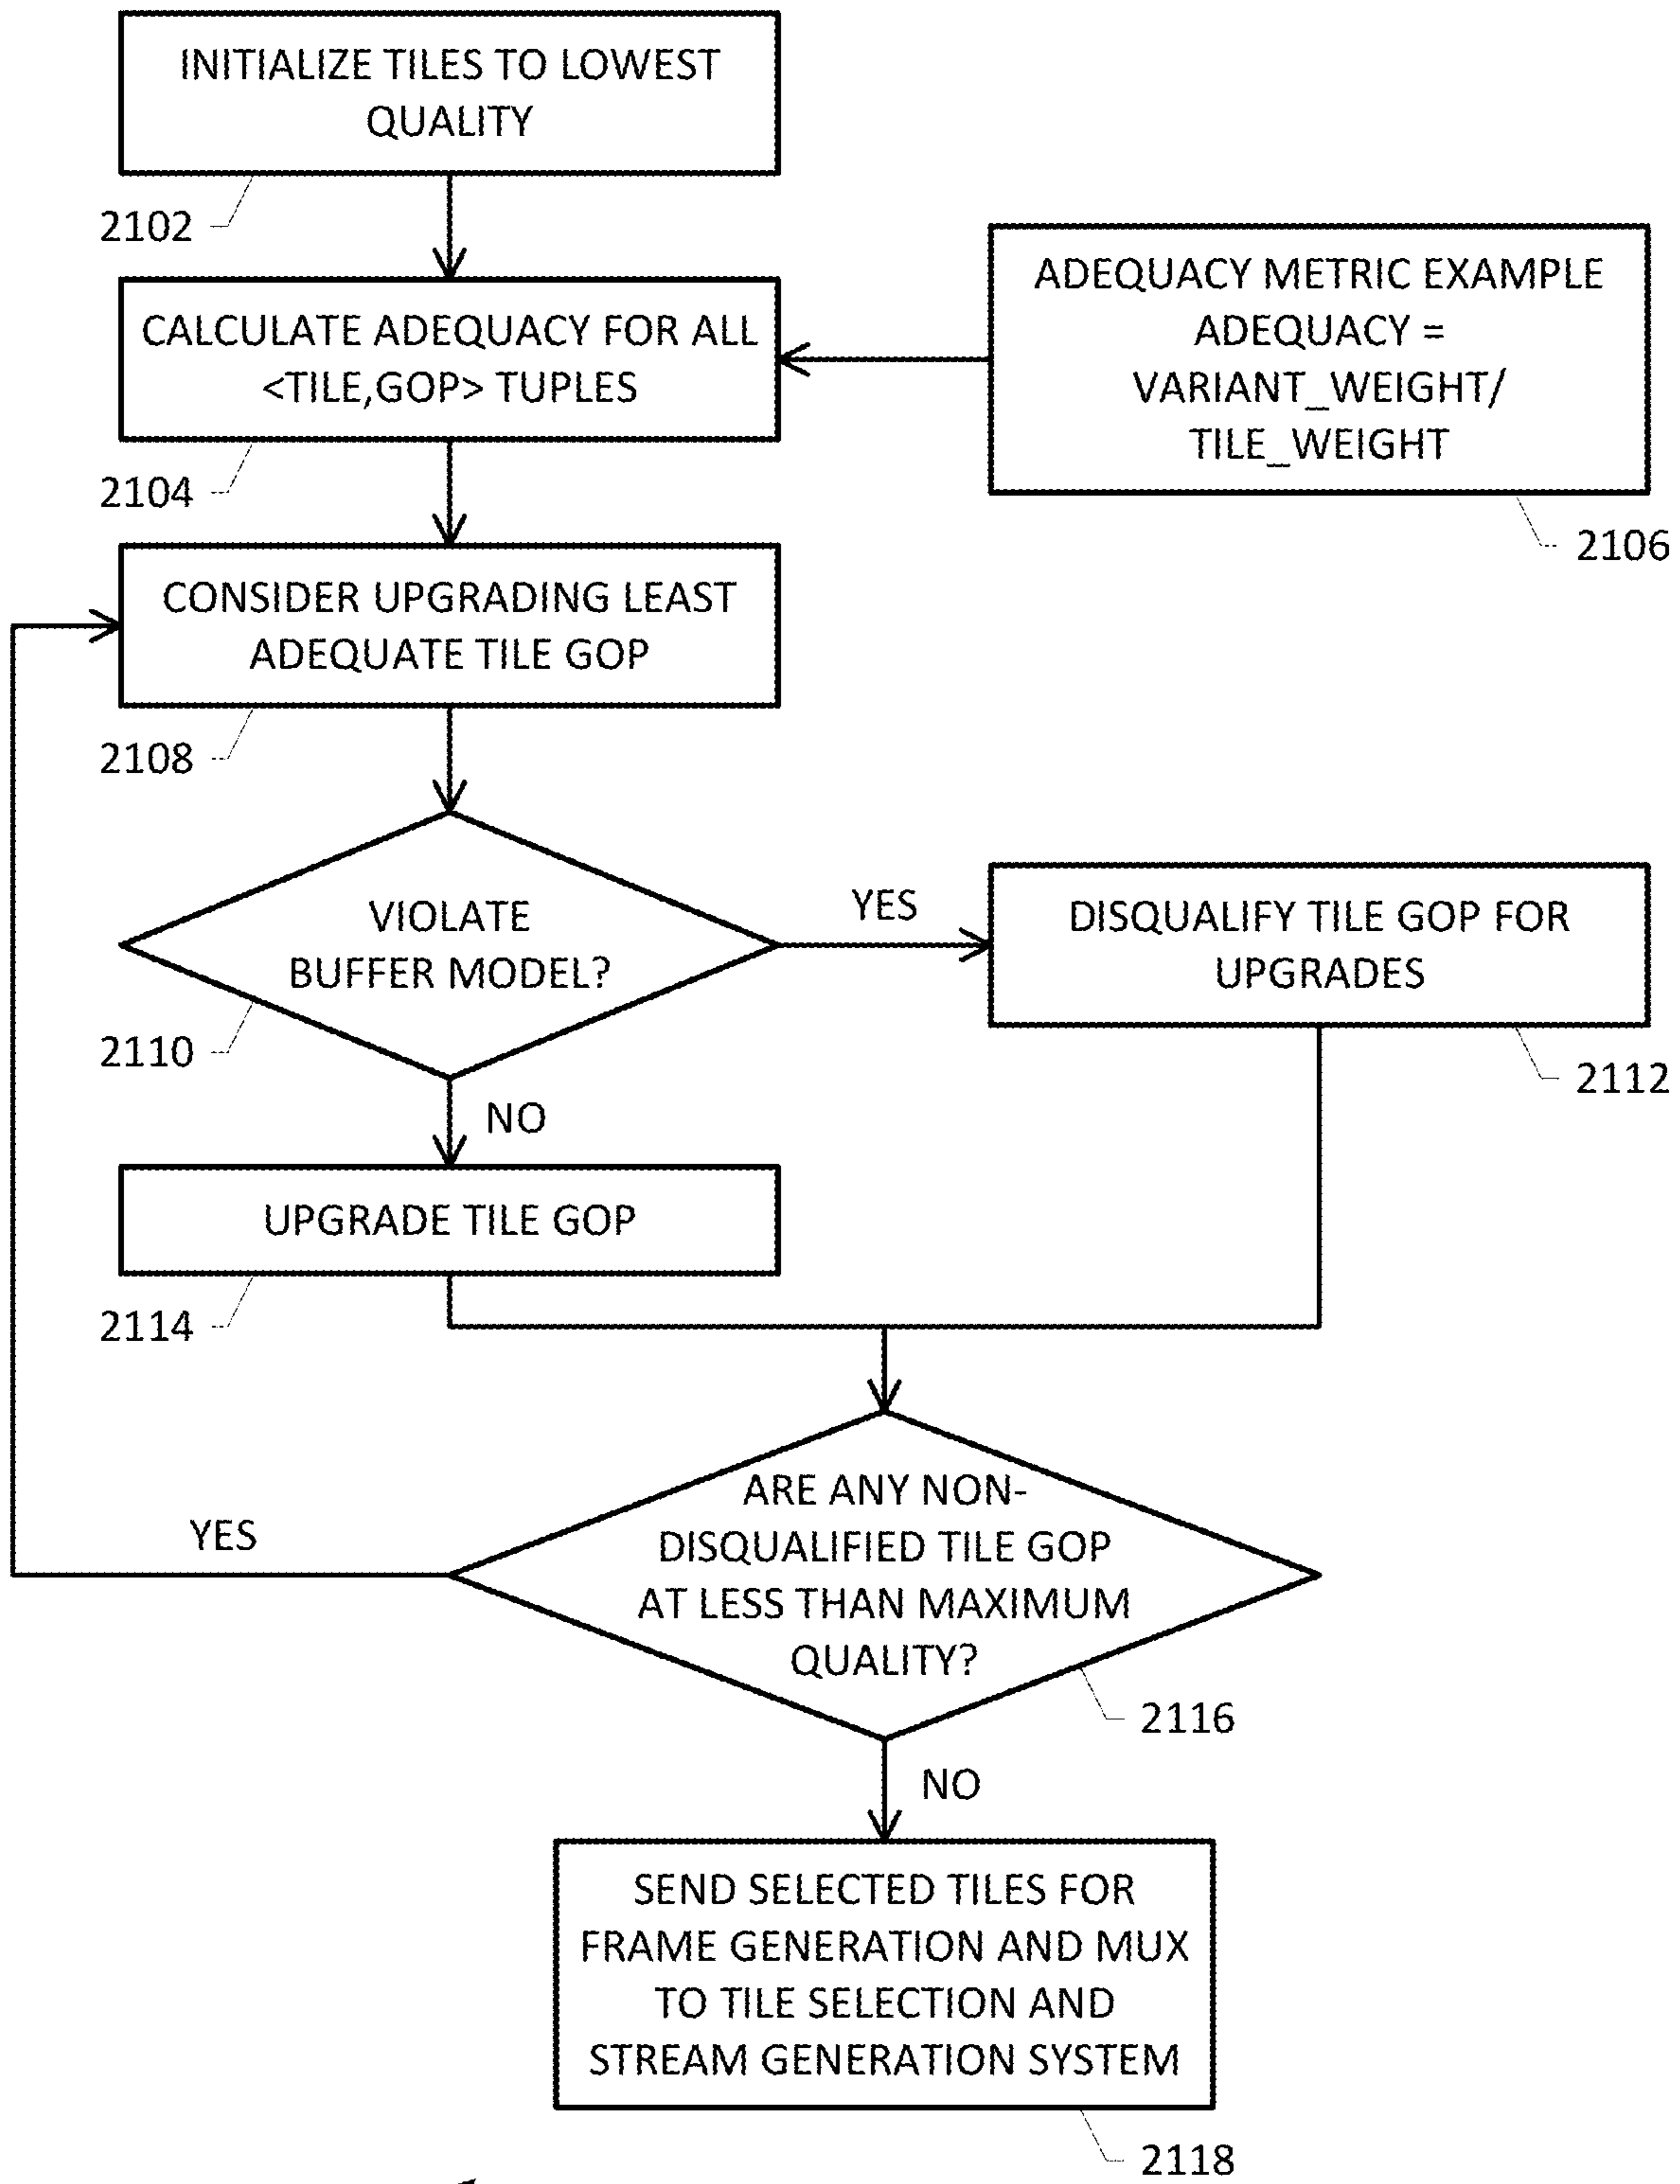 INITIALIZE TILES TO LOWEST
QUALITY
2102
CALCULATE ADEQUACY FOR ALL
<TILE,GOP> TUPLES
2104
ADEQUACY METRIC EXAMPLE
ADEQUACY =
VARIANT_WEIGHT/
TILE_WEIGHT
2106
CONSIDER UPGRADING LEAST
ADEQUATE TILE GOP
2108
VIOLATE
BUFFER MODEL?
2110
YES
DISQUALIFY TILE GOP FOR
UPGRADES
2112
NO
UPGRADE TILE GOP
2114
ARE ANY NON-
DISQUALIFIED TILE GOP
AT LESS THAN MAXIMUM
QUALITY?
2116
YES
NO
SEND SELECTED TILES FOR
FRAME GENERATION AND MUX
TO TILE SELECTION AND
STREAM GENERATION SYSTEM
2118